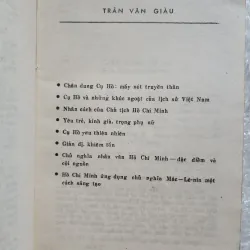 TRẦN VĂN GIÀU
• Chân dung Cụ Hồ: mấy nét truyền thần
• Cụ Hồ và những khúc ngoặt của lịch sử Việt Nam
• Nhân cách của Chủ tịch Hồ Chí Minh
• Yêu trẻ, kính già, trọng phụ nữ
• Cụ Hồ yêu thiên nhiên
• Giản dị, khiêm tốn
• Chủ nghĩa nhân văn Hồ Chí Minh — đặc điểm và
cội nguồn
• Hồ Chí Minh ứng dụng chủ nghĩa Mác — Lê-nin một
cách sáng tạo